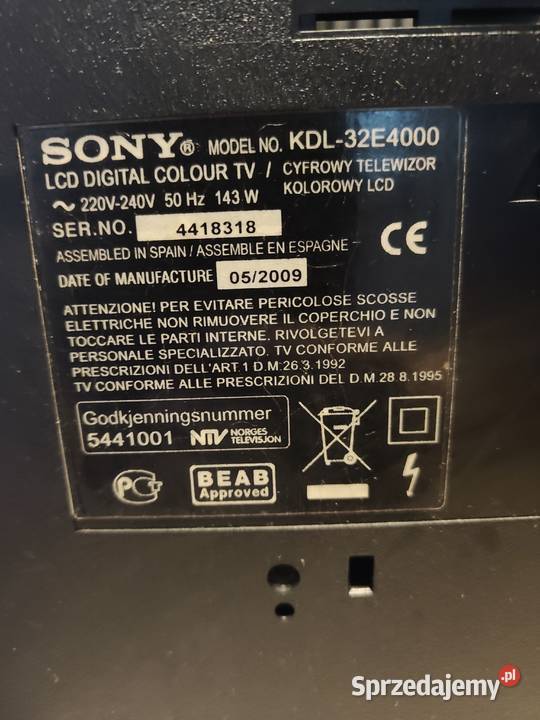 SONY® MODEL NO. KDL-32E4000
LCD DIGITAL COLOUR TV / CYFROWY TELEWIZOR KOLOROWY LCD
~ 220V-240V 50 Hz 143 W
SER.NO. 4418318
ASSEMBLED IN SPAIN / ASSEMBLE EN ESPAGNE
CE
DATE OF MANUFACTURE 05/2009
ATTENZIONE! PER EVITARE PERICOLOSE SCOSSE
ELETTRICHE NON RIMUOVERE IL COPERCHIO E NON
TOCCARE LE PARTI INTERNE. RIVOLGETEVI A
PERSONALE SPECIALIZZATO. TV CONFORME ALLE
PRESCRIZIONI DELL'ART.1 D.M.26.3.1992
TV CONFORME ALLE PRESCRIZIONI DEL D.M.28.8.1995
Godkjenningsnummer
5441001 NTV NORGES TELEVISJON
PCT
BEAB
Approved
Sprzedajemy.pl